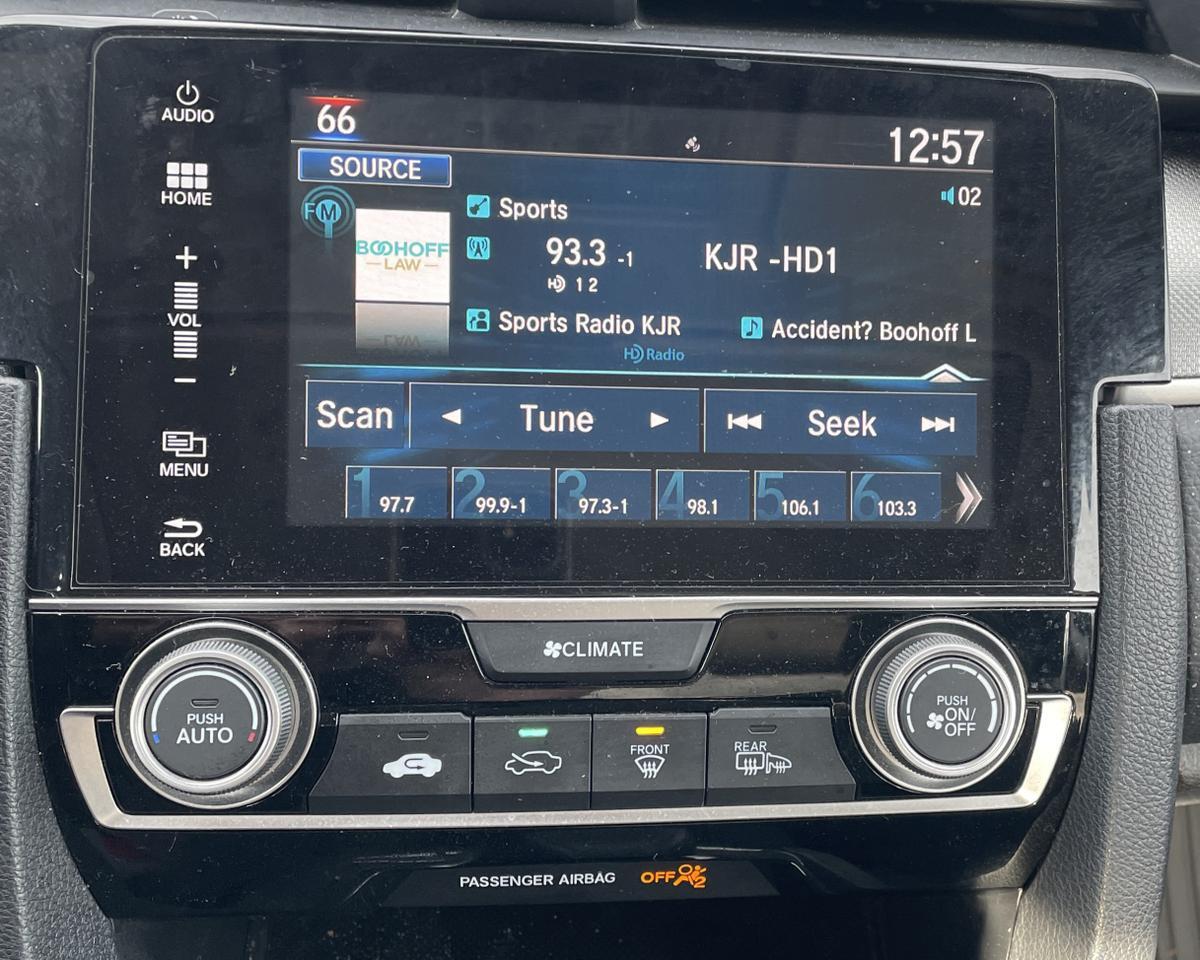 AUDIO
HOME
+
VOL
−
MENU
BACK
66
12:57
SOURCE
02
FM
BOOHOFF
—LAW—
Sports
93.3 -1
KJR -HD1
HD 1 2
Sports Radio KJR
Accident? Boohoff L
HD Radio
Scan
Tune
Seek
1 97.7
2 99.9-1
3 97.3-1
4 98.1
5 106.1
6 103.3
CLIMATE
PUSH
AUTO
FRONT
REAR
PUSH
ON/
OFF
PASSENGER AIRBAG
OFF 2